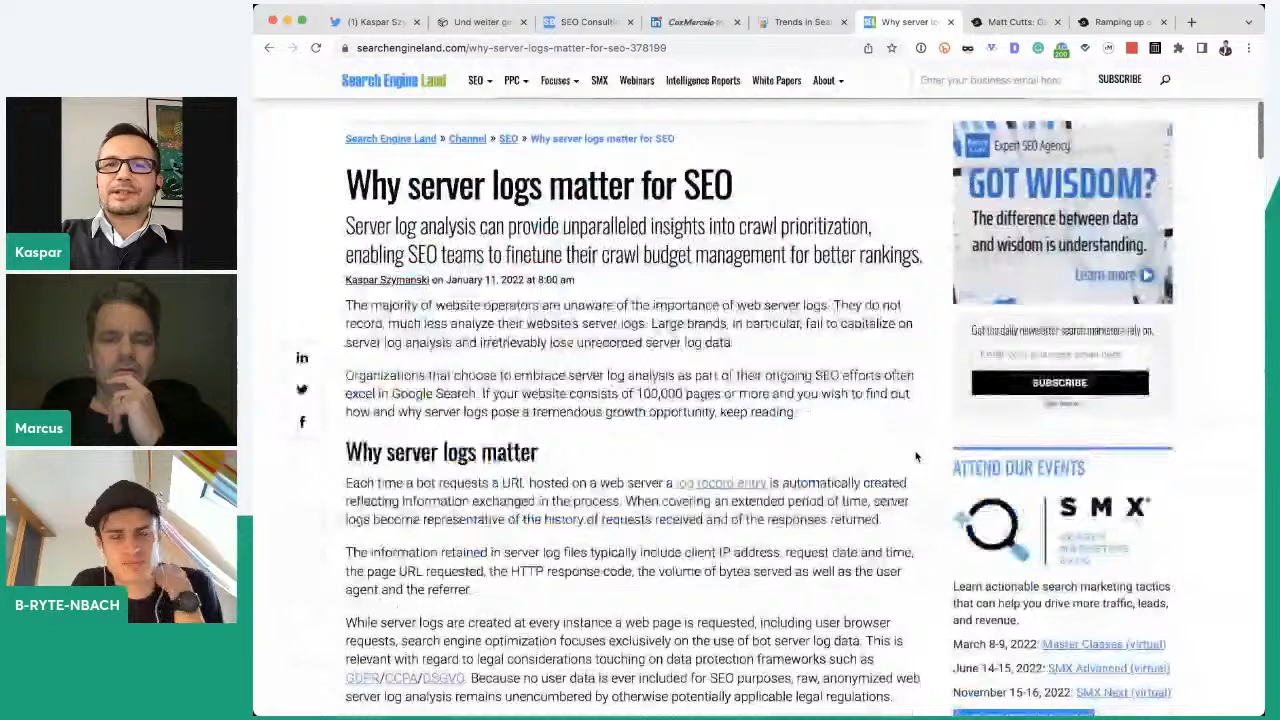 (1) Kaspar Szy
Und weiter ge
SEO Consulti
Trends in Sea
Why server lo
Matt Cutts: G
Ramping up o
searchengineland.com/why-server-logs-matter-for-seo-378199
200
Search Engine Land
SEO
PPC
Focuses
SMX
Webinars
Intelligence Reports
White Papers
About
Enter your business email here
SUBSCRIBE
Search Engine Land » Channel » SEO » Why server logs matter for SEO
Why server logs matter for SEO
Server log analysis can provide unparalleled insights into crawl prioritization,
enabling SEO teams to finetune their crawl budget management for better rankings.
Kaspar Szymanski on January 11, 2022 at 8:00 am
The majority of website operators are unaware of the importance of web server logs. They do not
record, much less analyze their website's server logs. Large brands, in particular, fail to capitalize on
server log analysis and irretrievably lose unrecorded server log data
Organizations that choose to embrace server log analysis as part of their ongoing SEO efforts often
excel in Google Search. If your website consists of 100,000 pages or more and you wish to find out
how and why server logs pose a tremendous growth opportunity, keep reading.
Why server logs matter
Each time a bot requests a URL hosted on a web server a log record entry is automatically created
reflecting information exchanged in the process. When covering an extended period of time, server
logs become representative of the history of requests received and of the responses returned.
The information retained in server log files typically include client IP address, request date and time,
the page URL requested, the HTTP response code, the volume of bytes served as well as the user
agent and the referrer.
While server logs are created at every instance a web page is requested, including user browser
requests, search engine optimization focuses exclusively on the use of bot server log data. This is
relevant with regard to legal considerations touching on data protection frameworks such as
GDPR/CCPA/DSGVO. Because no user data is ever included for SEO purposes, raw, anonymized web
server log analysis remains unencumbered by otherwise potentially applicable legal regulations.
Expert SEO Agency
GOT WISDOM?
The difference between data
and wisdom is understanding.
Learn more
Get the daily newsletter search marketers rely on.
Enter your business email here
SUBSCRIBE
ATTEND OUR EVENTS
SMX
Learn actionable search marketing tactics
that can help you drive more traffic, leads,
and revenue.
March 8-9, 2022: Master Classes (virtual)
June 14-15, 2022: SMX Advanced (virtual)
November 15-16, 2022: SMX Next (virtual)
Kaspar
Marcus
B-RYTE-NBACH